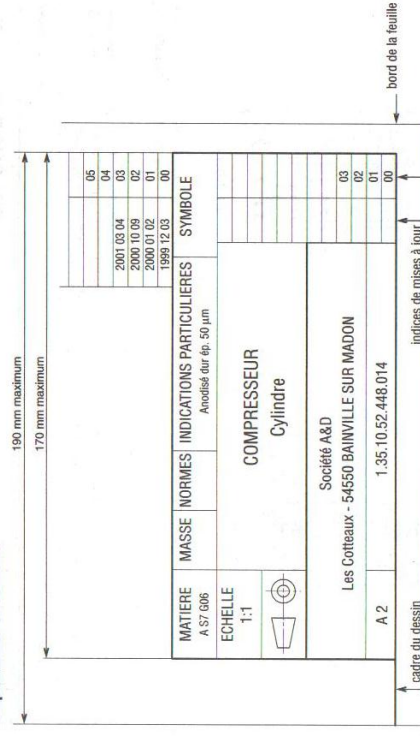 190 mm maximum
170 mm maximum
05
04
2001 03 04 03
2000 10 09 02
2000 01 02 01
1999 12 03 00
MATIERE MASSE NORMES INDICATIONS PARTICULIERES SYMBOLE
A S7 G06 Anodisé dur ép. 50 µm
ECHELLE
1:1
COMPRESSEUR
Cylindre
Société A&D
Les Cotteaux - 54550 BAINVILLE SUR MADON
A 2 1.35.10.52.448.014
03
02
01
00
cadre du dessin
indices de mises à jour
bord de la feuille